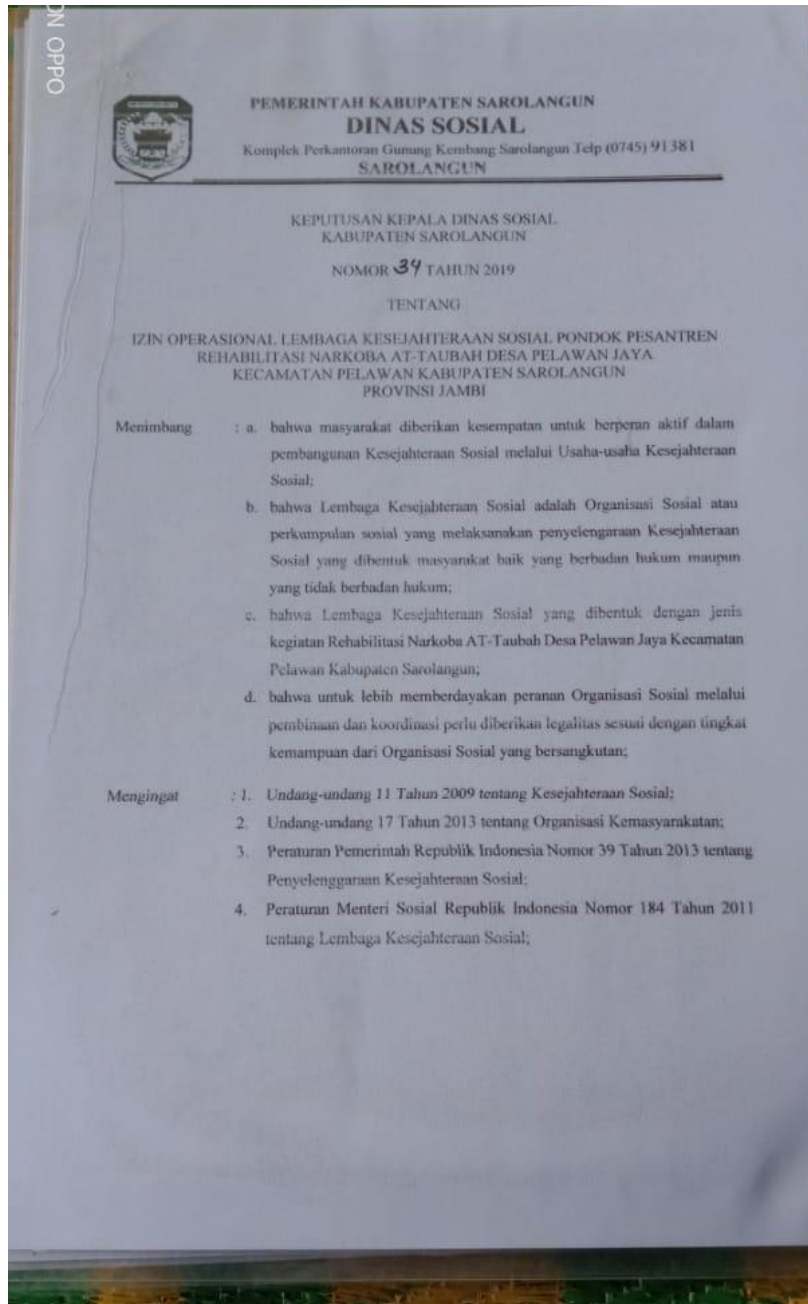 ON OPPO
PEMERINTAH KABUPATEN SAROLANGUN
DINAS SOSIAL
Komplek Perkantoran Gunung Kembang Sarolangun Telp (0745) 91381
SAROLANGUN
KEPUTUSAN KEPALA DINAS SOSIAL
KABUPATEN SAROLANGUN
NOMOR 34 TAHUN 2019
TENTANG
IZIN OPERASIONAL LEMBAGA KESEJAHTERAAN SOSIAL PONDOK PESANTREN
REHABILITASI NARKOBA AT-TAUBAH DESA PELAWAN JAYA
KECAMATAN PELAWAN KABUPATEN SAROLANGUN
PROVINSI JAMBI
Menimbang : a. bahwa masyarakat diberikan kesempatan untuk berperan aktif dalam
pembangunan Kesejahteraan Sosial melalui Usaha-usaha Kesejahteraan
Sosial;
b. bahwa Lembaga Kesejahteraan Sosial adalah Organisasi Sosial atau
perkumpulan sosial yang melaksanakan penyelengaraan Kesejahteraan
Sosial yang dibentuk masyarakat baik yang berbadan hukum maupun
yang tidak berbadan hukum;
c. bahwa Lembaga Kesejahteraan Sosial yang dibentuk dengan jenis
kegiatan Rehabilitasi Narkoba AT-Taubah Desa Pelawan Jaya Kecamatan
Pelawan Kabupaten Sarolangun;
d. bahwa untuk lebih memberdayakan peranan Organisasi Sosial melalui
pembinaan dan koordinasi perlu diberikan legalitas sesuai dengan tingkat
kemampuan dari Organisasi Sosial yang bersangkutan;
Mengingat : 1. Undang-undang 11 Tahun 2009 tentang Kesejahteraan Sosial;
2. Undang-undang 17 Tahun 2013 tentang Organisasi Kemasyarakatan;
3. Peraturan Pemerintah Republik Indonesia Nomor 39 Tahun 2013 tentang
Penyelenggaraan Kesejahteraan Sosial;
4. Peraturan Menteri Sosial Republik Indonesia Nomor 184 Tahun 2011
tentang Lembaga Kesejahteraan Sosial;